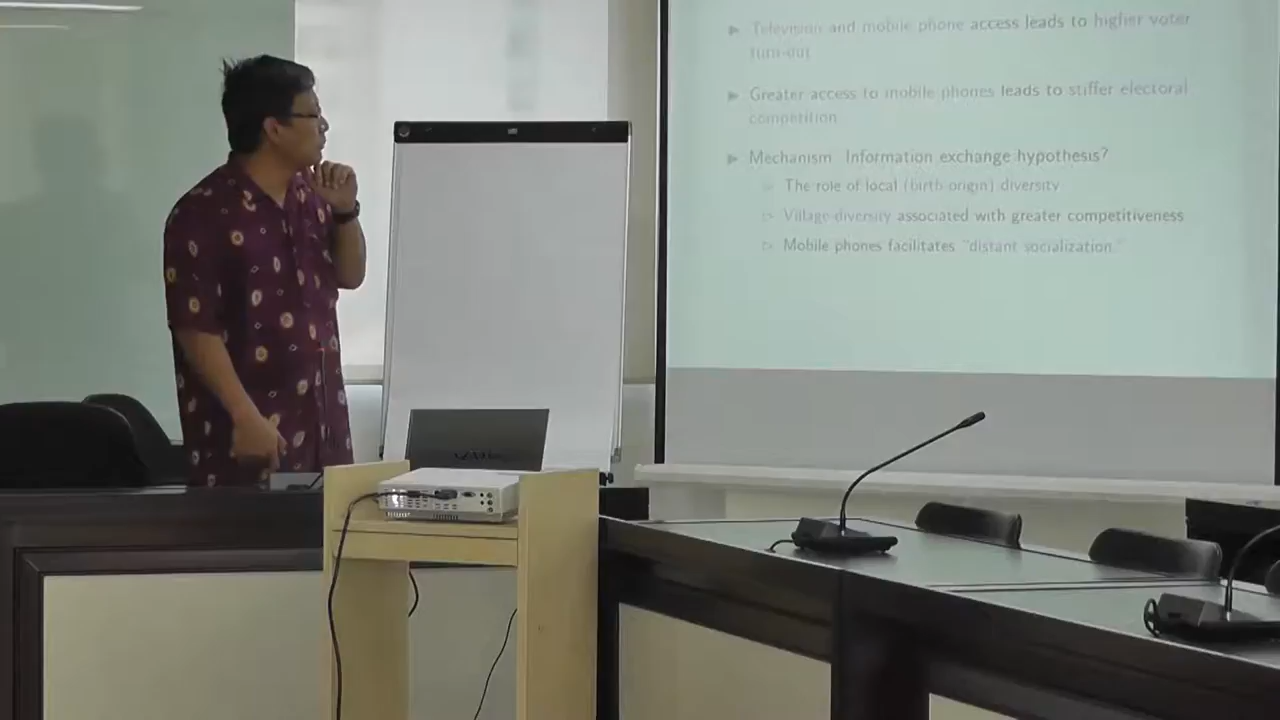 Television and mobile phone access leads to higher voter
turn-out
Greater access to mobile phones leads to stiffer electoral
competition
Mechanism: Information exchange hypothesis?
The role of local (birth origin) diversity
Village diversity associated with greater competitiveness
Mobile phones facilitates "distant socialization."
VAIO